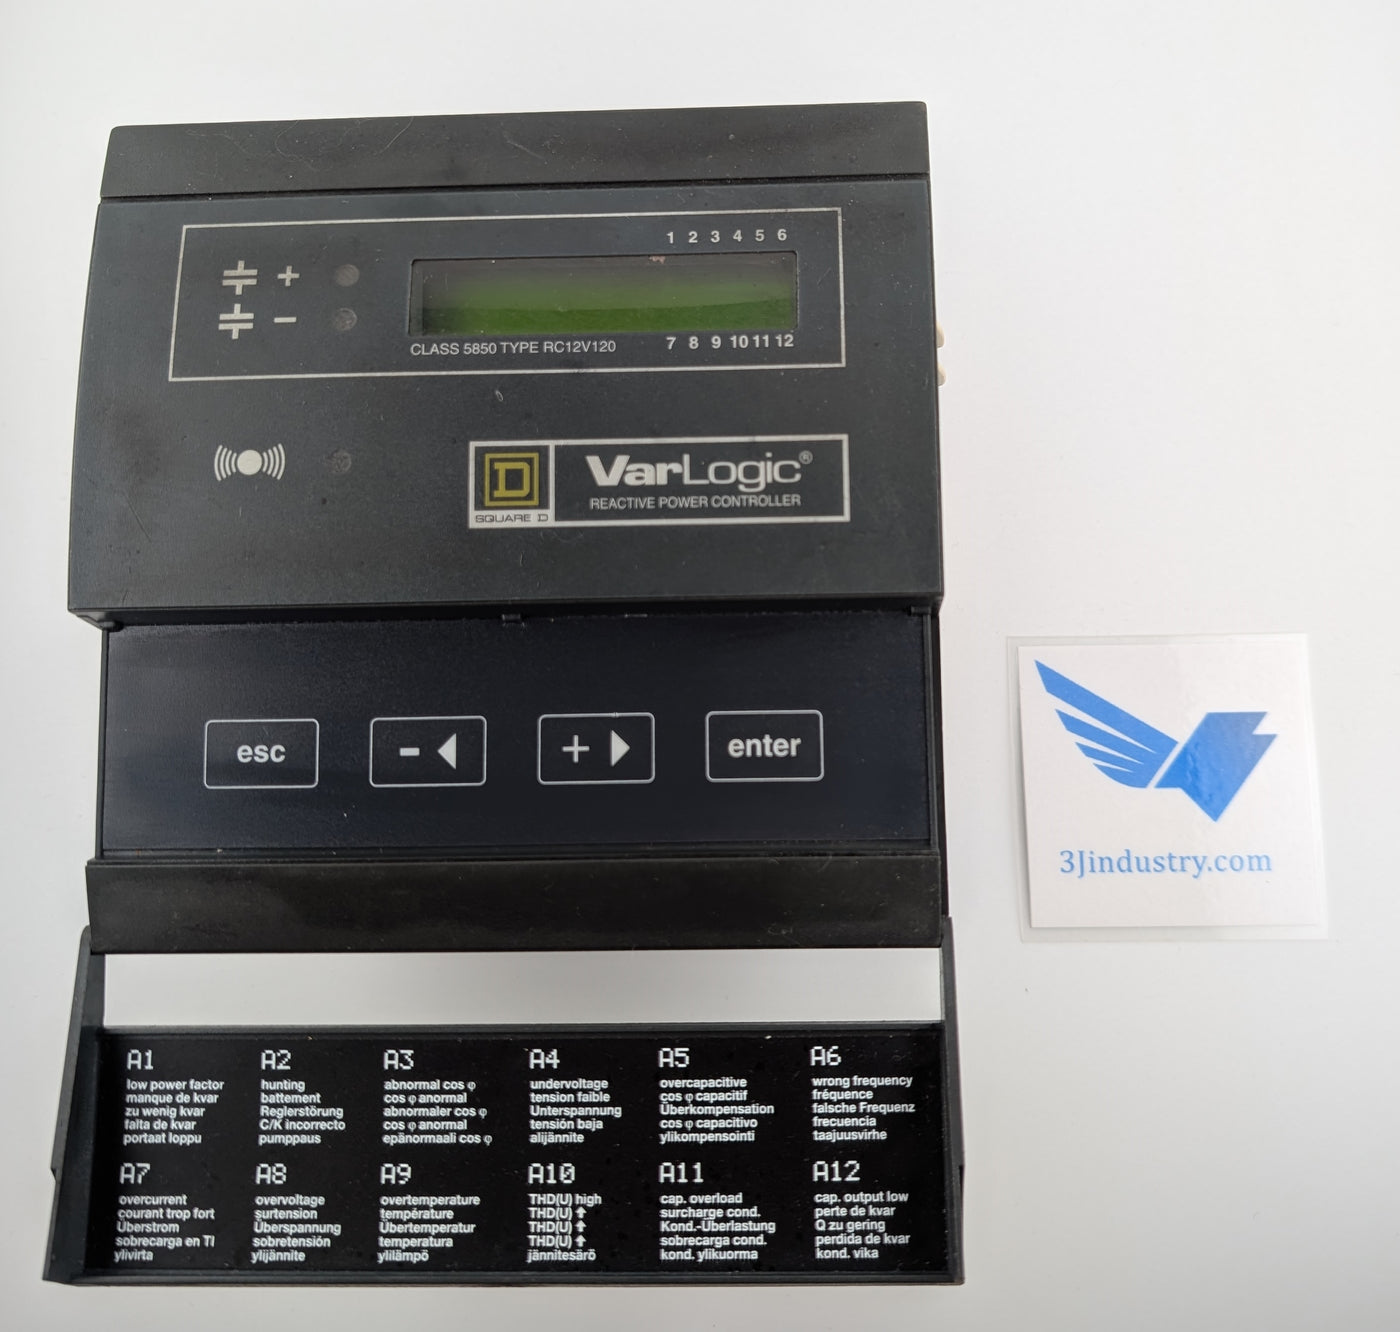 1 2 3 4 5 6
+
−
CLASS 5850 TYPE RC12V120
7 8 9 10 11 12
D
SQUARE D
VarLogic®
REACTIVE POWER CONTROLLER
esc
-
+
enter
3Jindustry.com
A1
low power factor
manque de kvar
zu wenig kvar
falta de kvar
portaat loppu
A2
hunting
battement
Reglerstörung
C/K incorrecto
pumppaus
A3
abnormal cos φ
cos φ anormal
abnormaler cos φ
cos φ anormal
epänormaali cos φ
A4
undervoltage
tension faible
Unterspannung
tensión baja
alijännite
A5
overcapacitive
cos φ capacitif
Überkompensation
cos φ capacitivo
ylikompensointi
A6
wrong frequency
fréquence
falsche Frequenz
frecuencia
taajuusvirhe
A7
overcurrent
courant trop fort
Überstrom
sobrecarga en TI
ylivirta
A8
overvoltage
surtension
Überspannung
sobretensión
ylijännite
A9
overtemperature
température
Übertemperatur
temperatura
ylilämpö
A10
THD(U) high
THD(U) ↑
THD(U) ↑
THD(U) ↑
jännitesärö
A11
cap. overload
surcharge cond.
Kond.-Überlastung
sobrecarga cond.
kond. ylikuorma
A12
cap. output low
perte de kvar
Q zu gering
perdida de kvar
kond. vika